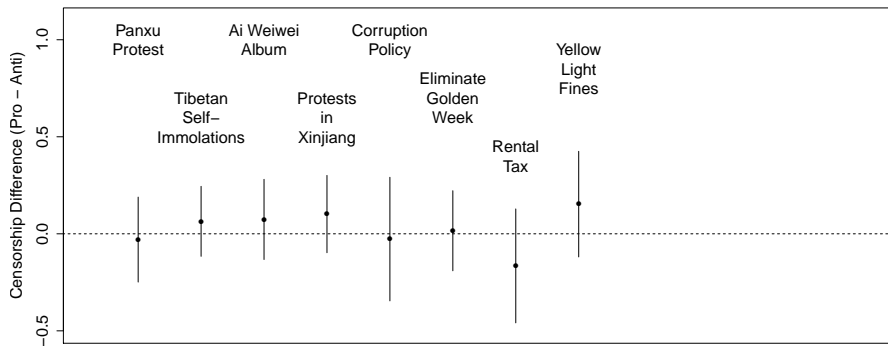 Censorship Difference (Pro − Anti)
1.0
0.5
0.0
−0.5
Panxu
Protest
Tibetan
Self−
Immolations
Ai Weiwei
Album
Protests
in
Xinjiang
Corruption
Policy
Eliminate
Golden
Week
Rental
Tax
Yellow
Light
Fines